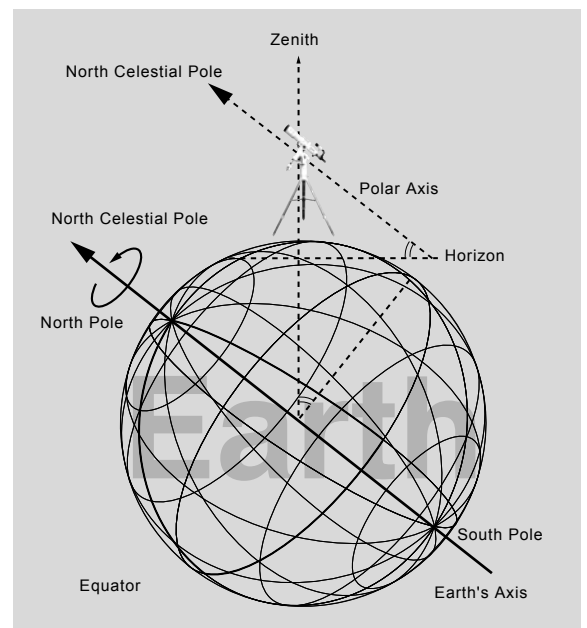 Zenith
North Celestial Pole
Polar Axis
North Celestial Pole
Horizon
North Pole
Earth
South Pole
Equator
Earth's Axis